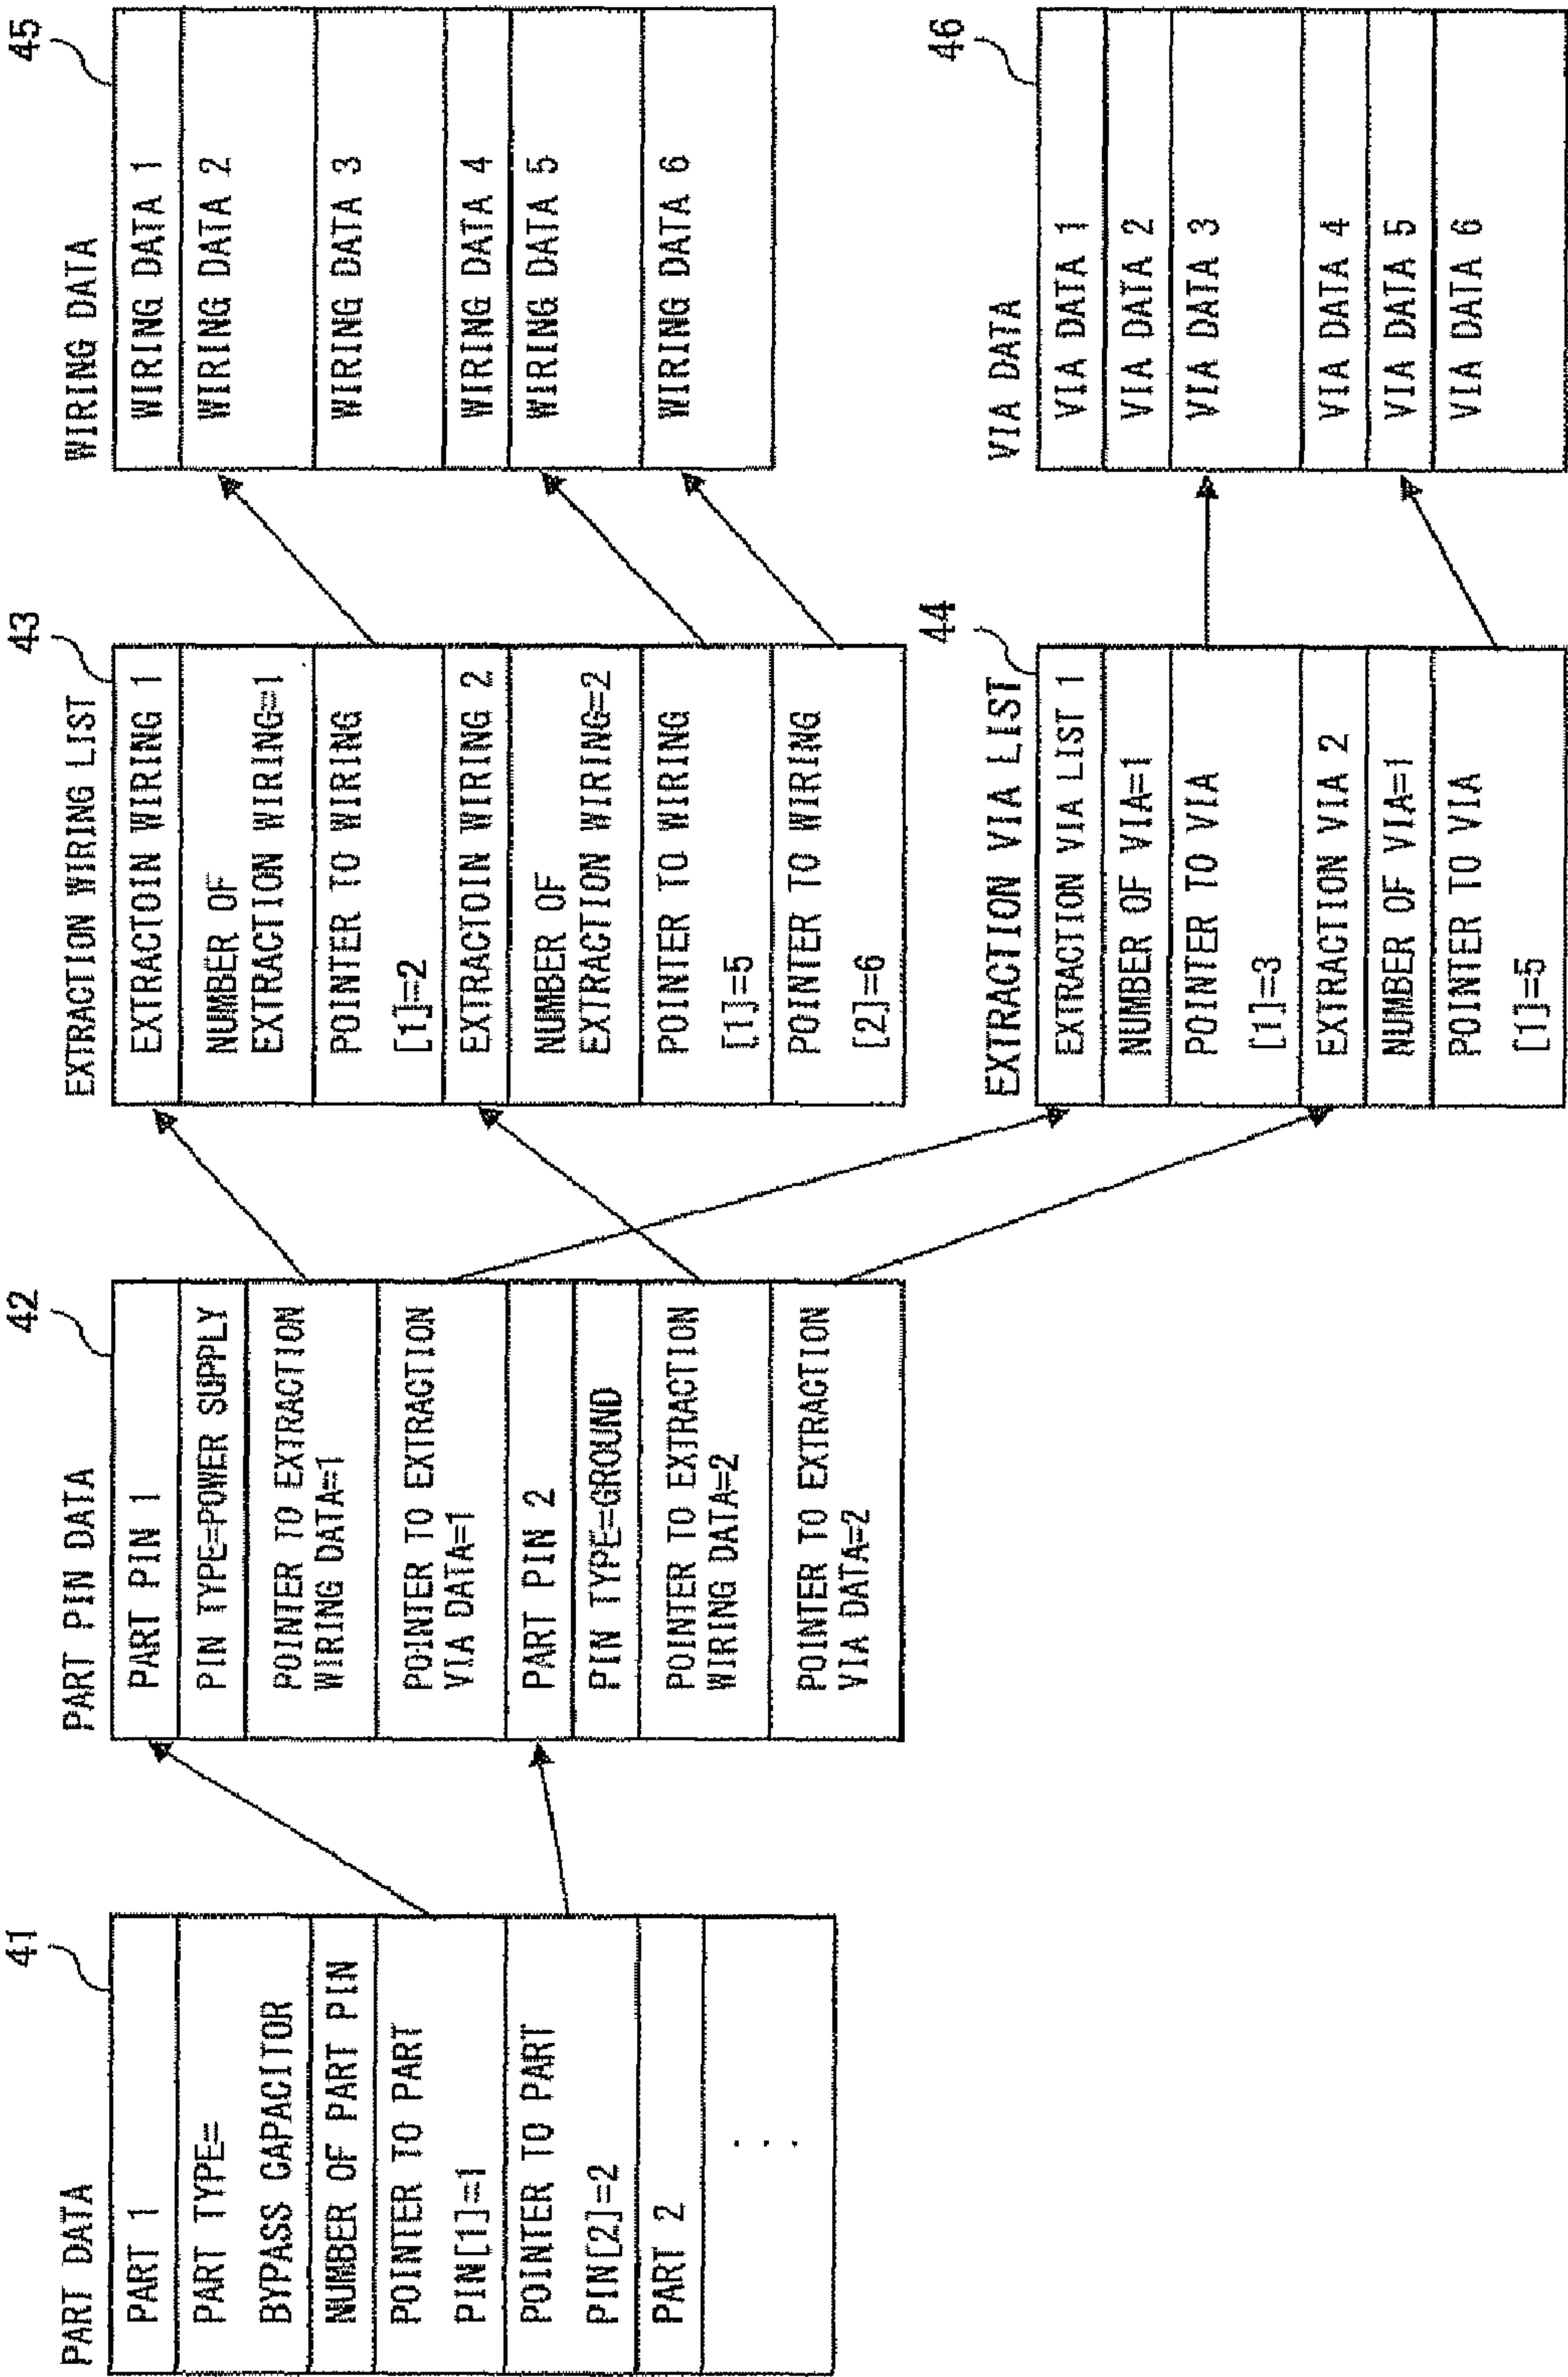 PART DATA
41
PART 1
PART TYPE=
BYPASS CAPACITOR
NUMBER OF PART PIN
POINTER TO PART
PIN[1]=1
POINTER TO PART
PIN[2]=2
PART 2
...
PART PIN DATA
42
PART PIN 1
PIN TYPE=POWER SUPPLY
POINTER TO EXTRACTION
WIRING DATA=1
POINTER TO EXTRACTION
VIA DATA=1
PART PIN 2
PIN TYPE=GROUND
POINTER TO EXTRACTION
WIRING DATA=2
POINTER TO EXTRACTION
VIA DATA=2
EXTRACTION WIRING LIST
43
EXTRACTOIN WIRING 1
NUMBER OF
EXTRACTION WIRING=1
POINTER TO WIRING
[1]=2
EXTRACTOIN WIRING 2
NUMBER OF
EXTRACTION WIRING=2
POINTER TO WIRING
[1]=5
POINTER TO WIRING
[2]=6
EXTRACTION VIA LIST
44
EXTRACTION VIA LIST 1
NUMBER OF VIA=1
POINTER TO VIA
[1]=3
EXTRACTION VIA 2
NUMBER OF VIA=1
POINTER TO VIA
[1]=5
WIRING DATA
45
WIRING DATA 1
WIRING DATA 2
WIRING DATA 3
WIRING DATA 4
WIRING DATA 5
WIRING DATA 6
VIA DATA
46
VIA DATA 1
VIA DATA 2
VIA DATA 3
VIA DATA 4
VIA DATA 5
VIA DATA 6